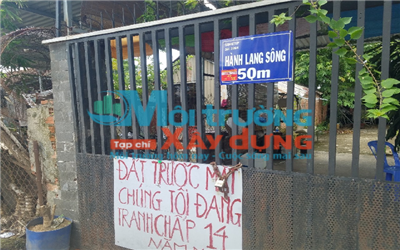 HÀNH LANG SÔNG
50m
Môi trường
Tạp chí
Xây dựng
ĐẤT TRƯỚC MẶT
CHÚNG TÔI ĐANG
TRANH CHẤP 14
NĂM